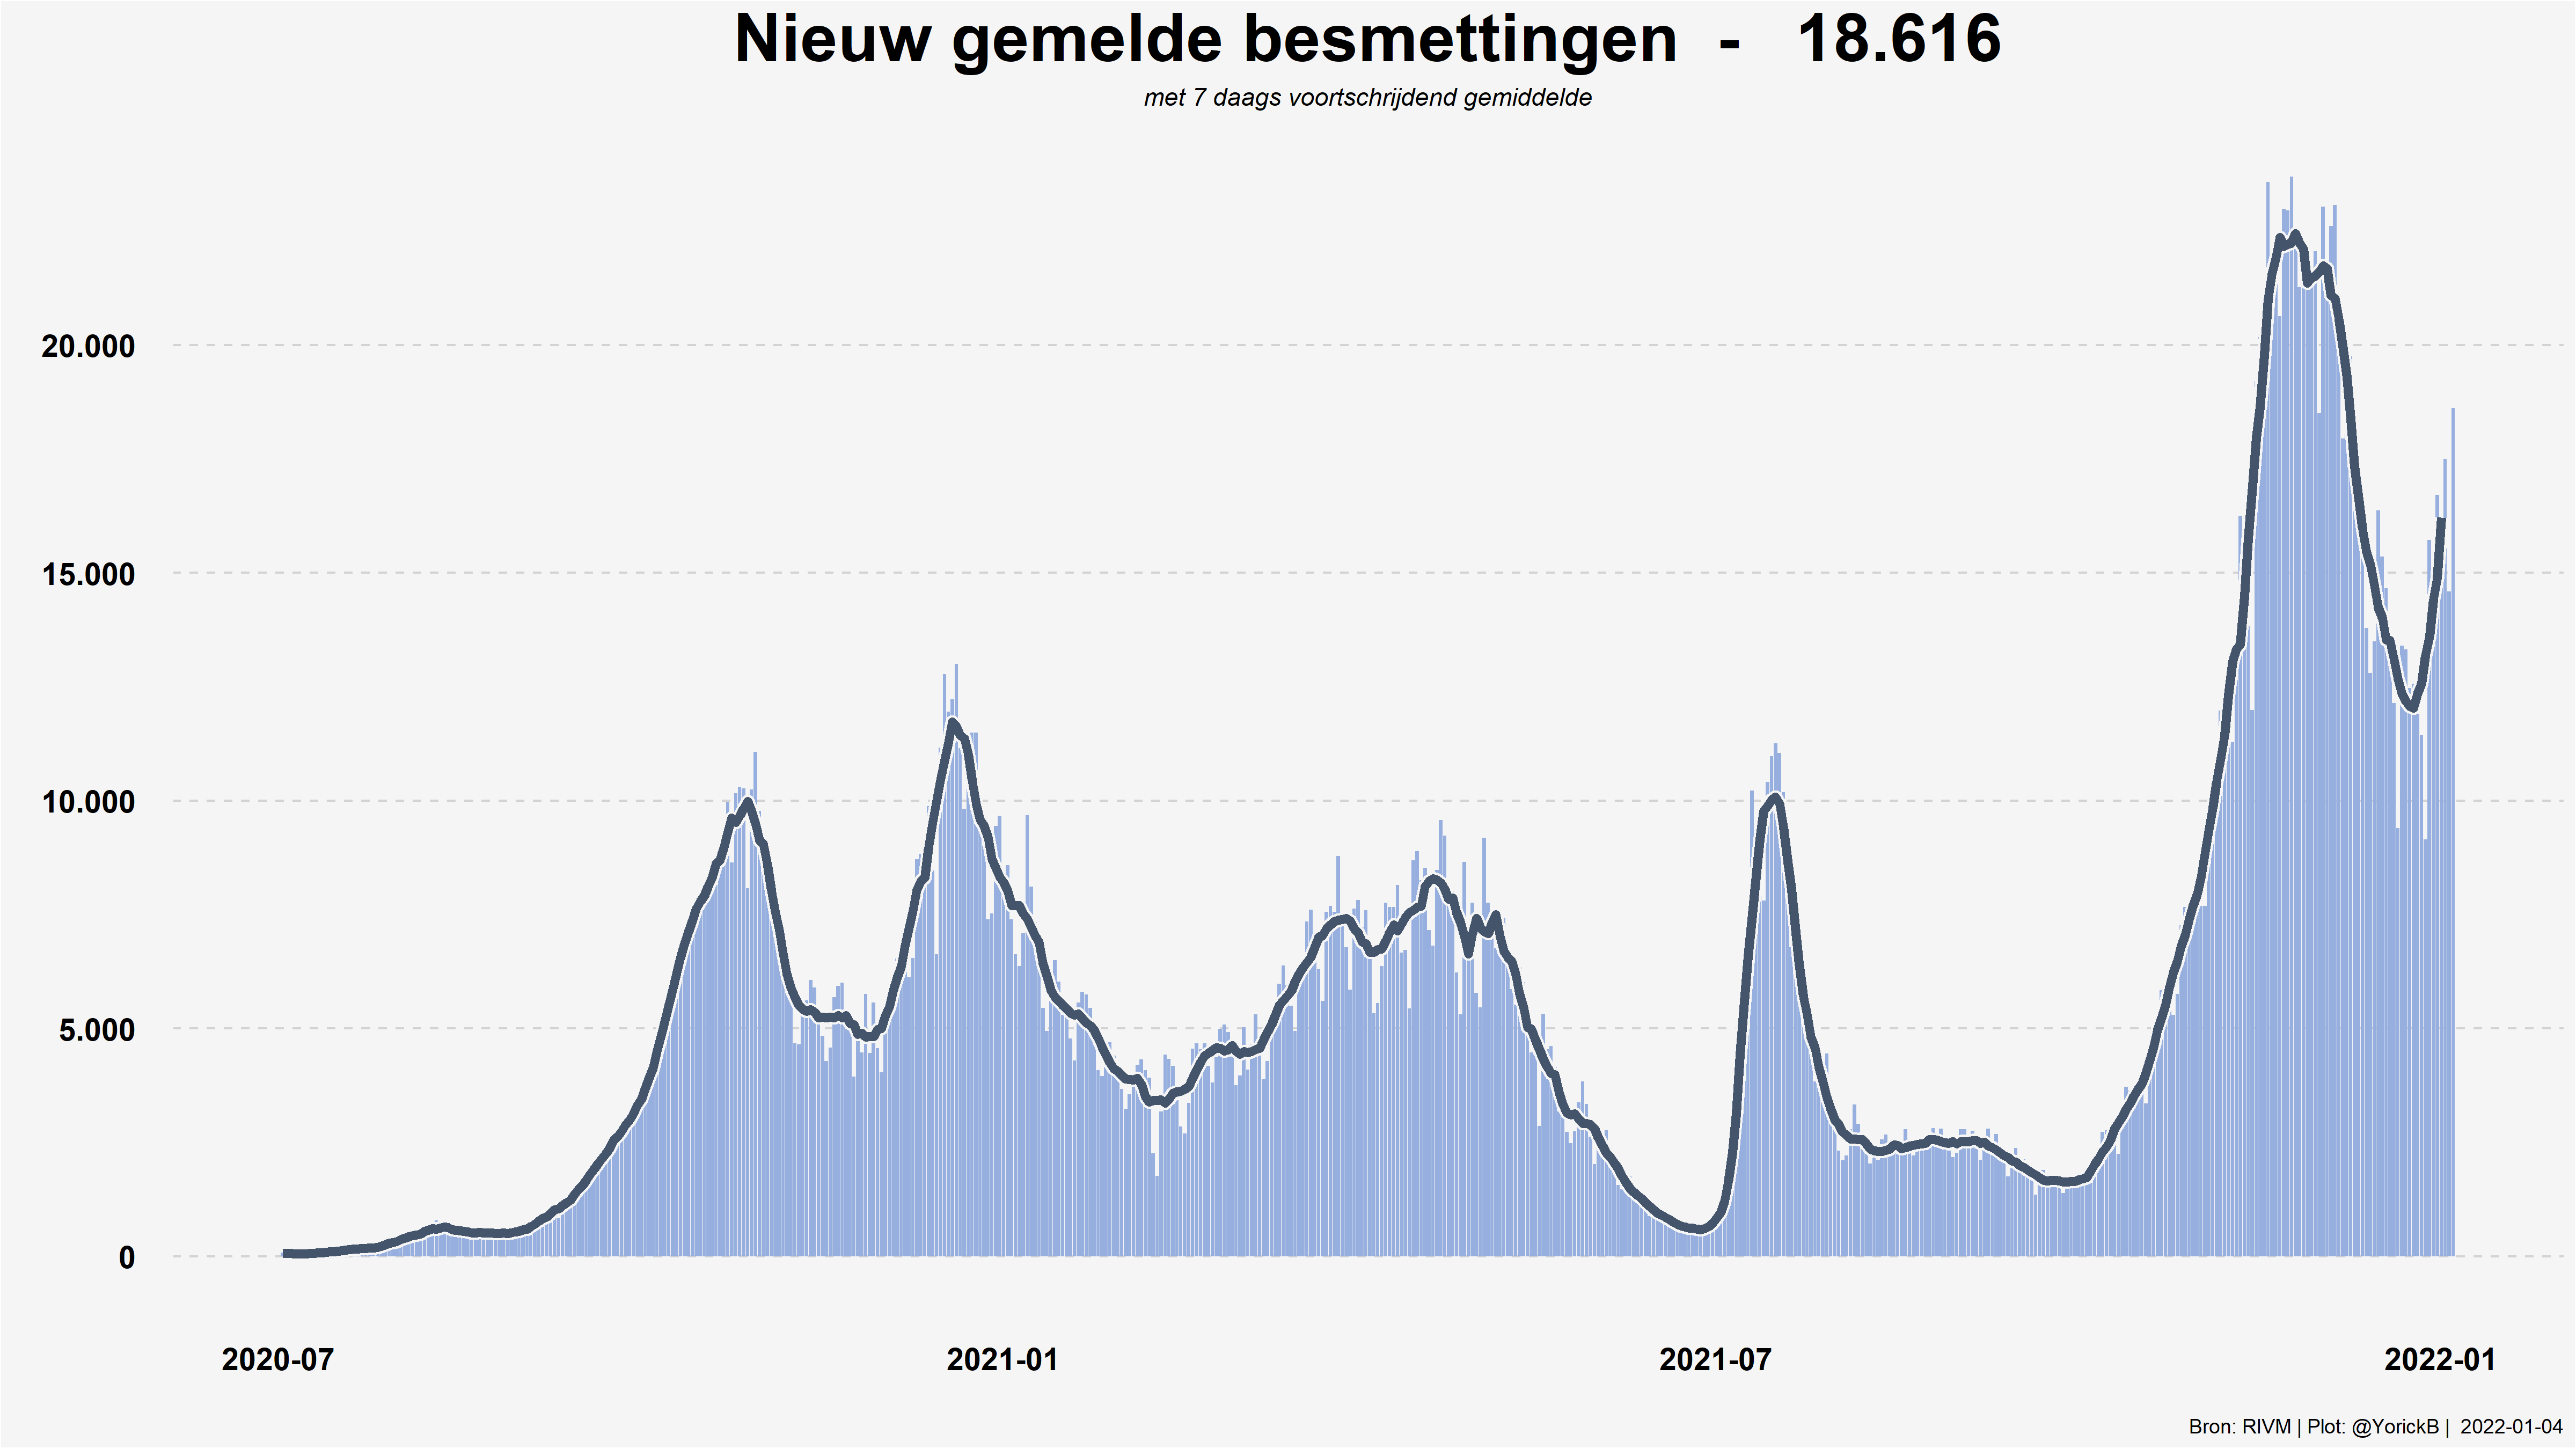 Nieuw gemelde besmettingen - 18.616
met 7 daags voortschrijdend gemiddelde
20.000
15.000
10.000
5.000
0
2020-07 2021-01 2021-07 2022-01
Bron: RIVM | Plot: @YorickB | 2022-01-04